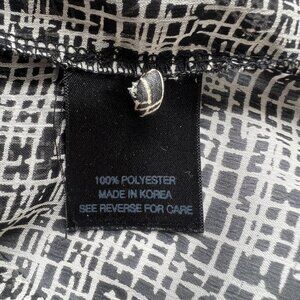 100% POLYESTER
MADE IN KOREA
SEE REVERSE FOR CARE